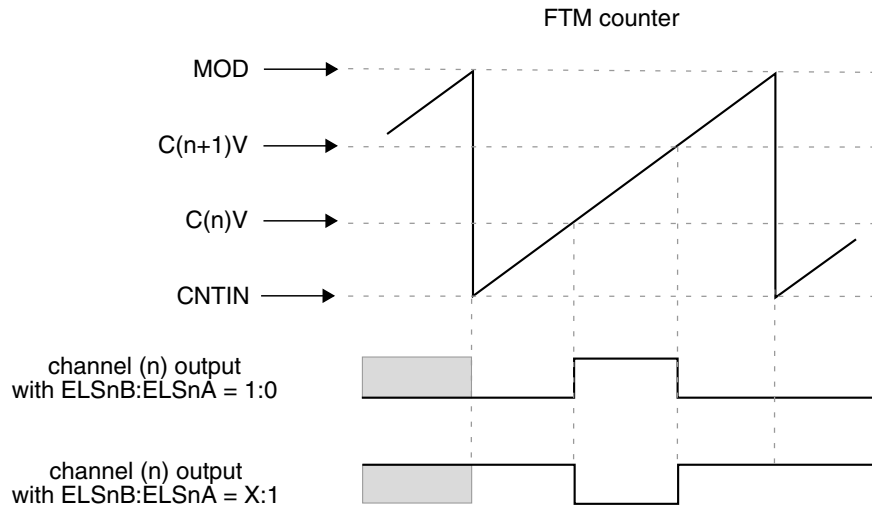 FTM counter
MOD
C(n+1)V
C(n)V
CNTIN
channel (n) output
with ELSnB:ELSnA = 1:0
channel (n) output
with ELSnB:ELSnA = X:1